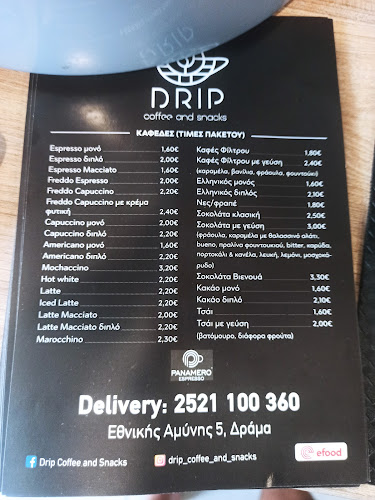 DRIP
coffee and snacks
ΚΑΦΕΔΕΣ (ΤΙΜΕΣ ΠΑΚΕΤΟΥ)
Espresso μονό 1,60€
Espresso διπλό 2,00€
Espresso Macciato 1,60€
Freddo Espresso 2,00€
Freddo Capuccino 2,20€
Freddo Capuccino με κρέμα
φυτική 2,40€
Capuccino μονό 2,00€
Capuccino διπλό 2,20€
Americano μονό 1,60€
Americano διπλό 2,20€
Mochaccino 3,20€
Hot white 2,20€
Latte 2,20€
Iced Latte 2,20€
Latte Macciato 2,00€
Latte Macciato διπλό 2,20€
Marocchino 2,30€
Καφές Φίλτρου 1,80€
Καφές Φίλτρου με γεύση 2,40€
(καραμέλα, βανίλια, φράουλα, φουντούκι)
Ελληνικός μονός 1,60€
Ελληνικός διπλός 2,10€
Νες/φραπέ 1,80€
Σοκολάτα κλασική 2,50€
Σοκολάτα με γεύση 3,00€
(φράουλα, καραμέλα με θαλασσινό αλάτι,
bueno, πραλίνα φουντουκιού, bitter, καρύδα,
πορτοκάλι & κανέλα, λευκή, λεμόνι, μοσχοκά-
ρυδο)
Σοκολάτα Βιενουά 3,30€
Κακάο μονό 1,60€
Κακάο διπλό 2,10€
Τσάι 1,60€
Τσάι με γεύση 2,00€
(βατόμουρο, διάφορα φρούτα)
PANAMERO
ESPRESSO
Delivery: 2521 100 360
Εθνικής Αμύνης 5, Δράμα
Drip Coffee and Snacks
drip_coffee_and_snacks
efood